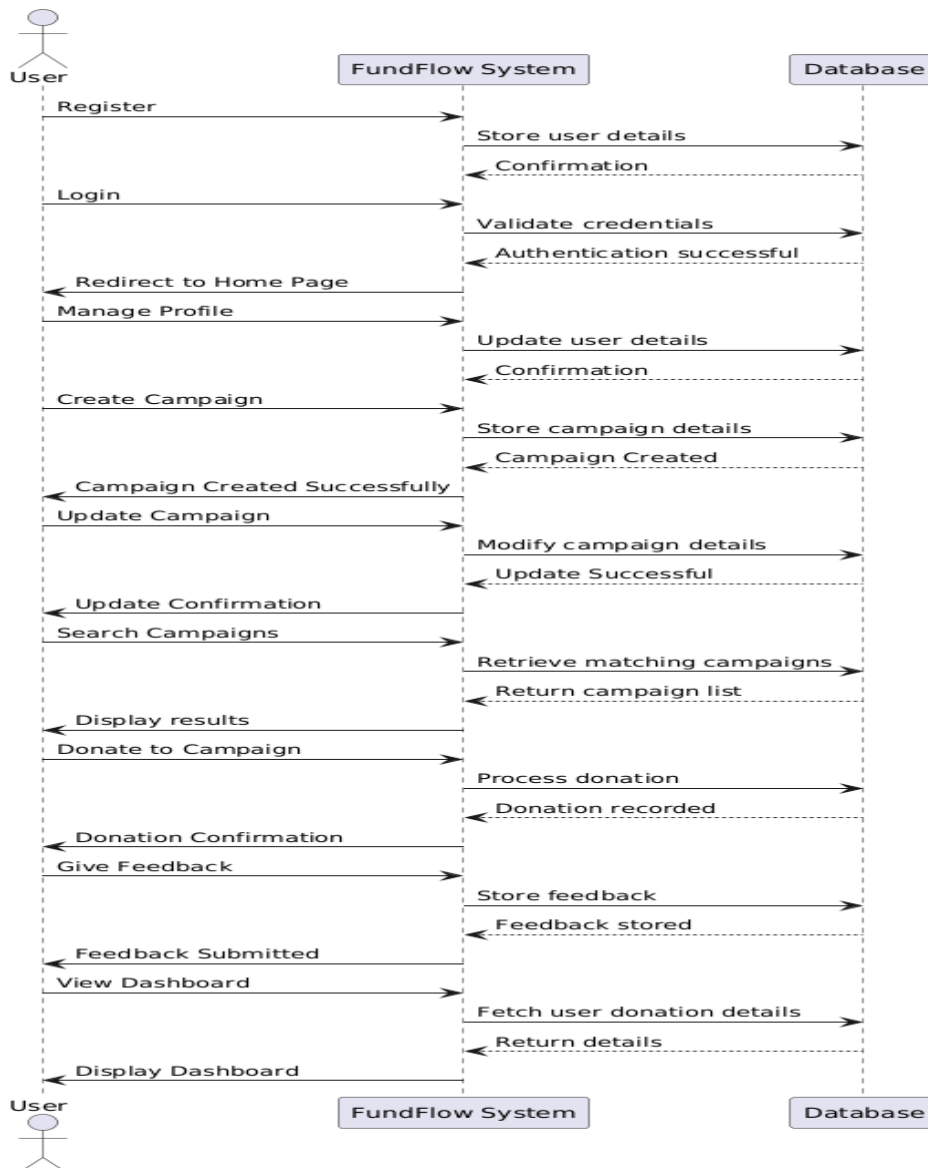 User
FundFlow System
Database
Register
Store user details
Confirmation
Login
Validate credentials
Authentication successful
Redirect to Home Page
Manage Profile
Update user details
Confirmation
Create Campaign
Store campaign details
Campaign Created
Campaign Created Successfully
Update Campaign
Modify campaign details
Update Successful
Update Confirmation
Search Campaigns
Retrieve matching campaigns
Return campaign list
Display results
Donate to Campaign
Process donation
Donation recorded
Donation Confirmation
Give Feedback
Store feedback
Feedback stored
Feedback Submitted
View Dashboard
Fetch user donation details
Return details
Display Dashboard
User
FundFlow System
Database